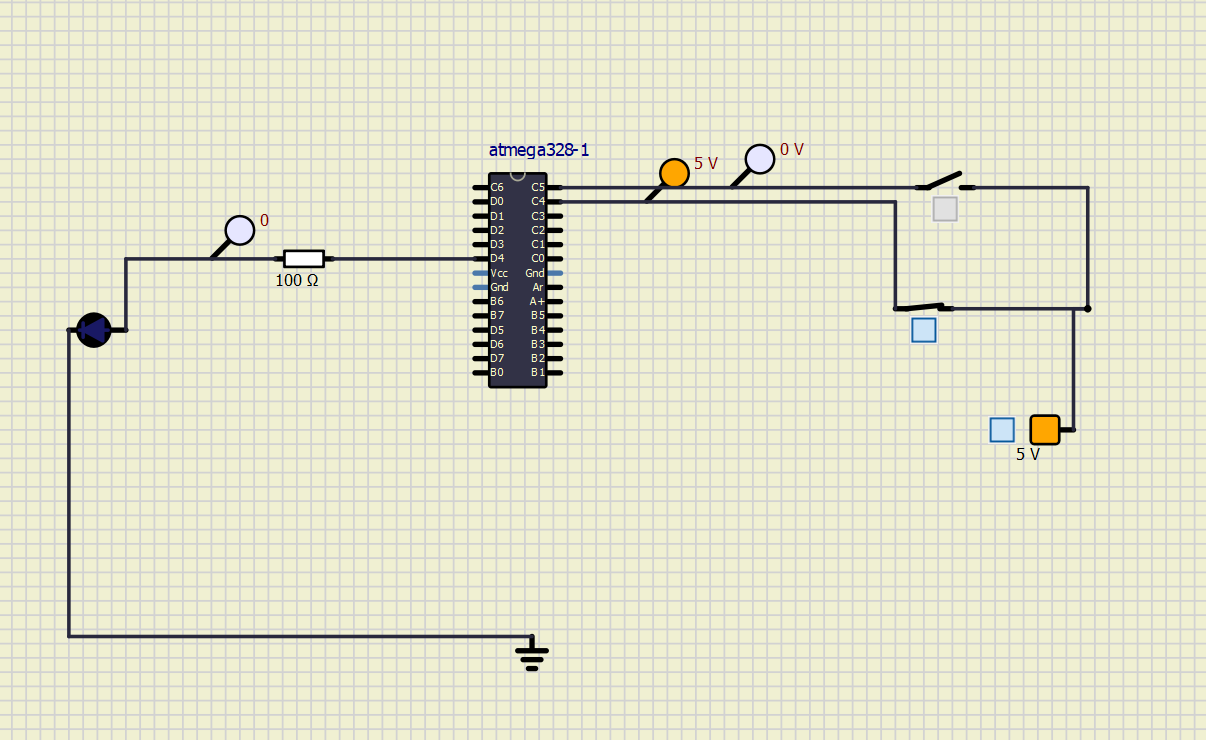 atmega328-1
5 V
0 V
0
100 Ω
C6 C5
D0 C4
D1 C3
D2 C2
D3 C1
D4 C0
Vcc Gnd
Gnd Ar
B6 A+
B7 B5
D5 B4
D6 B3
D7 B2
B0 B1
5 V